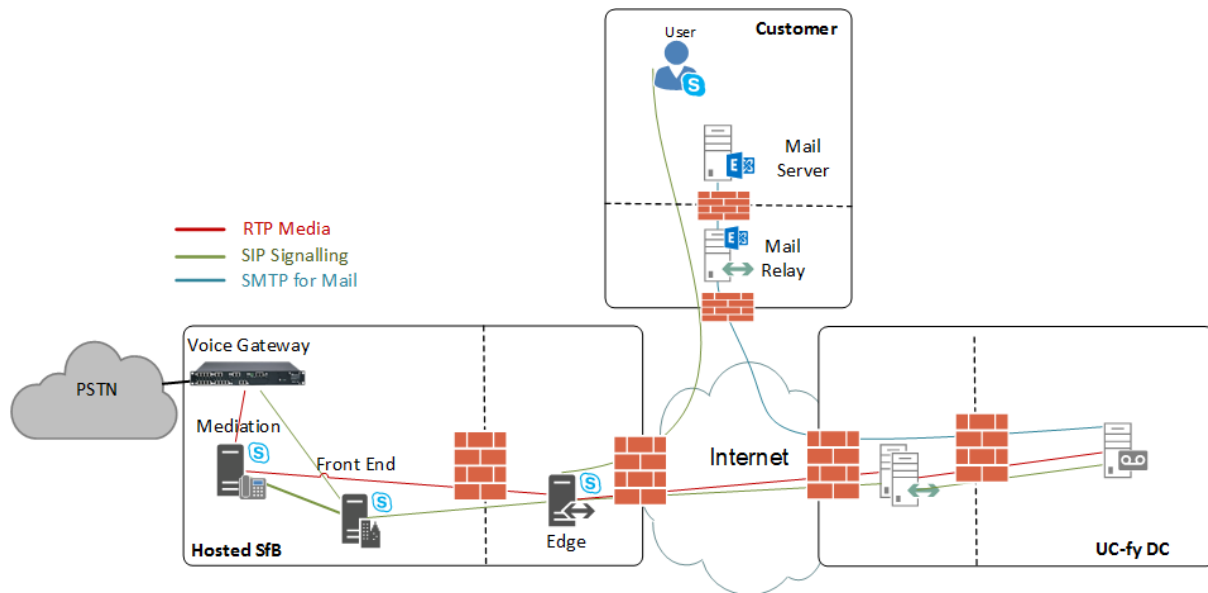 User
Customer
Mail
Server
Mail
Relay
RTP Media
SIP Signalling
SMTP for Mail
Voice Gateway
PSTN
Mediation
Front End
Edge
Hosted SfB
Internet
UC-fy DC
S
S
S
S
E
E